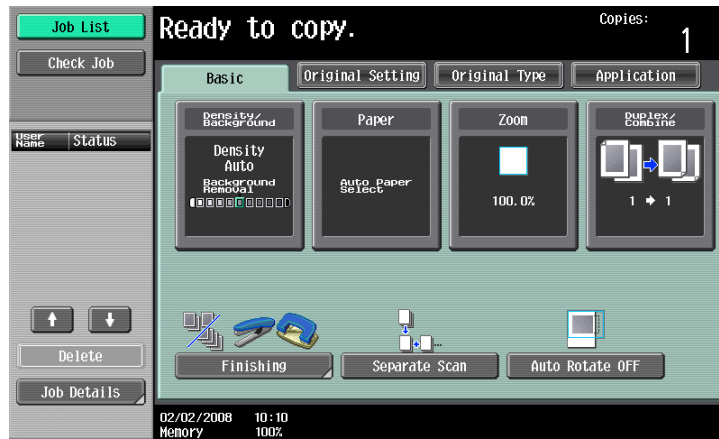 Job List
Ready to copy.
Copies:
1
Check Job
Basic
Original Setting
Original Type
Application
Density/
Background
Paper
Zoom
Duplex/
Combine
User
Name
Status
Density
Auto
Background
Removal
Auto Paper
Select
100.0%
1 → 1
Delete
Finishing
Separate Scan
Auto Rotate OFF
Job Details
02/02/2008 10:10
Memory 100%